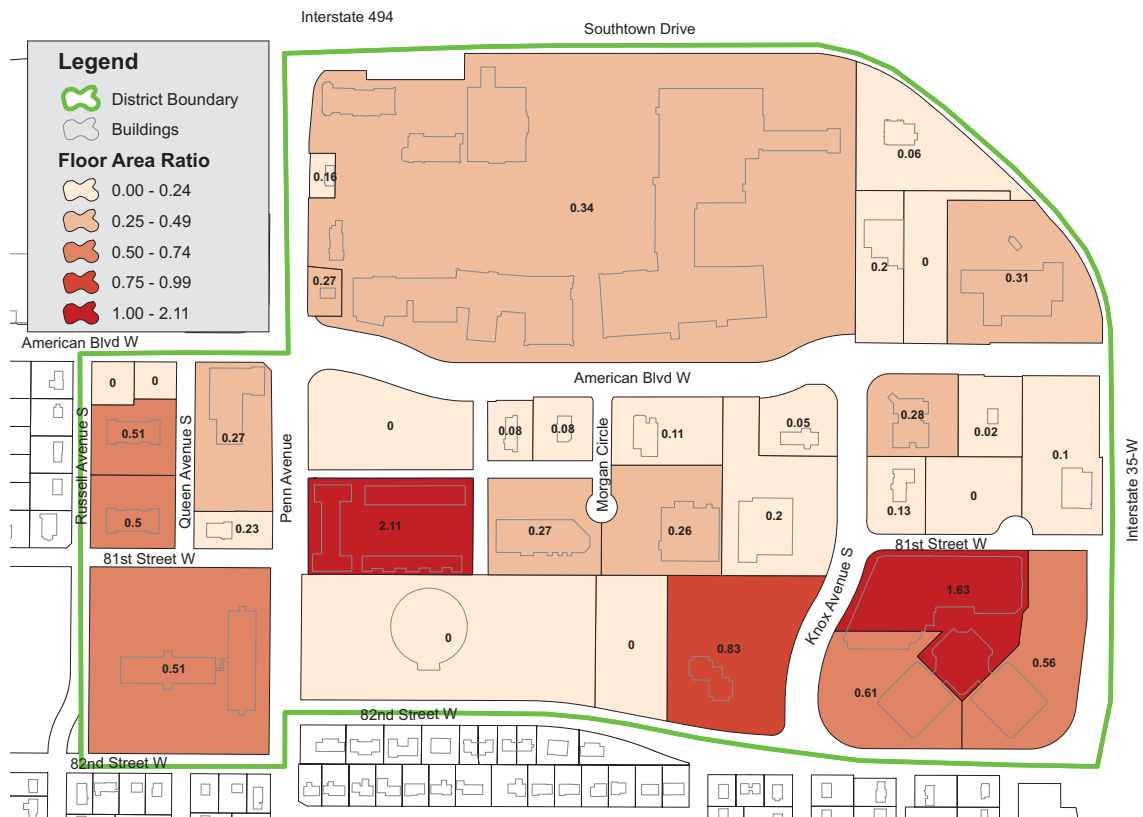 Interstate 494
Southtown Drive
Legend
District Boundary
Buildings
Floor Area Ratio
0.00 - 0.24
0.25 - 0.49
0.50 - 0.74
0.75 - 0.99
1.00 - 2.11
0.06
0.16
0.34
0.2
0
0.27
0.31
American Blvd W
American Blvd W
0
0
0.51
0.5
Russell Avenue S
Queen Avenue S
0.27
0.23
Penn Avenue
0
0.08
0.08
Morgan Circle
0.11
0.05
0.28
0.02
0.1
Interstate 35-W
2.11
0.27
0.26
0.2
0.13
0
81st Street W
81st Street W
Knox Avenue S
1.63
0.51
0
0
0.83
0.61
0.56
82nd Street W
82nd Street W